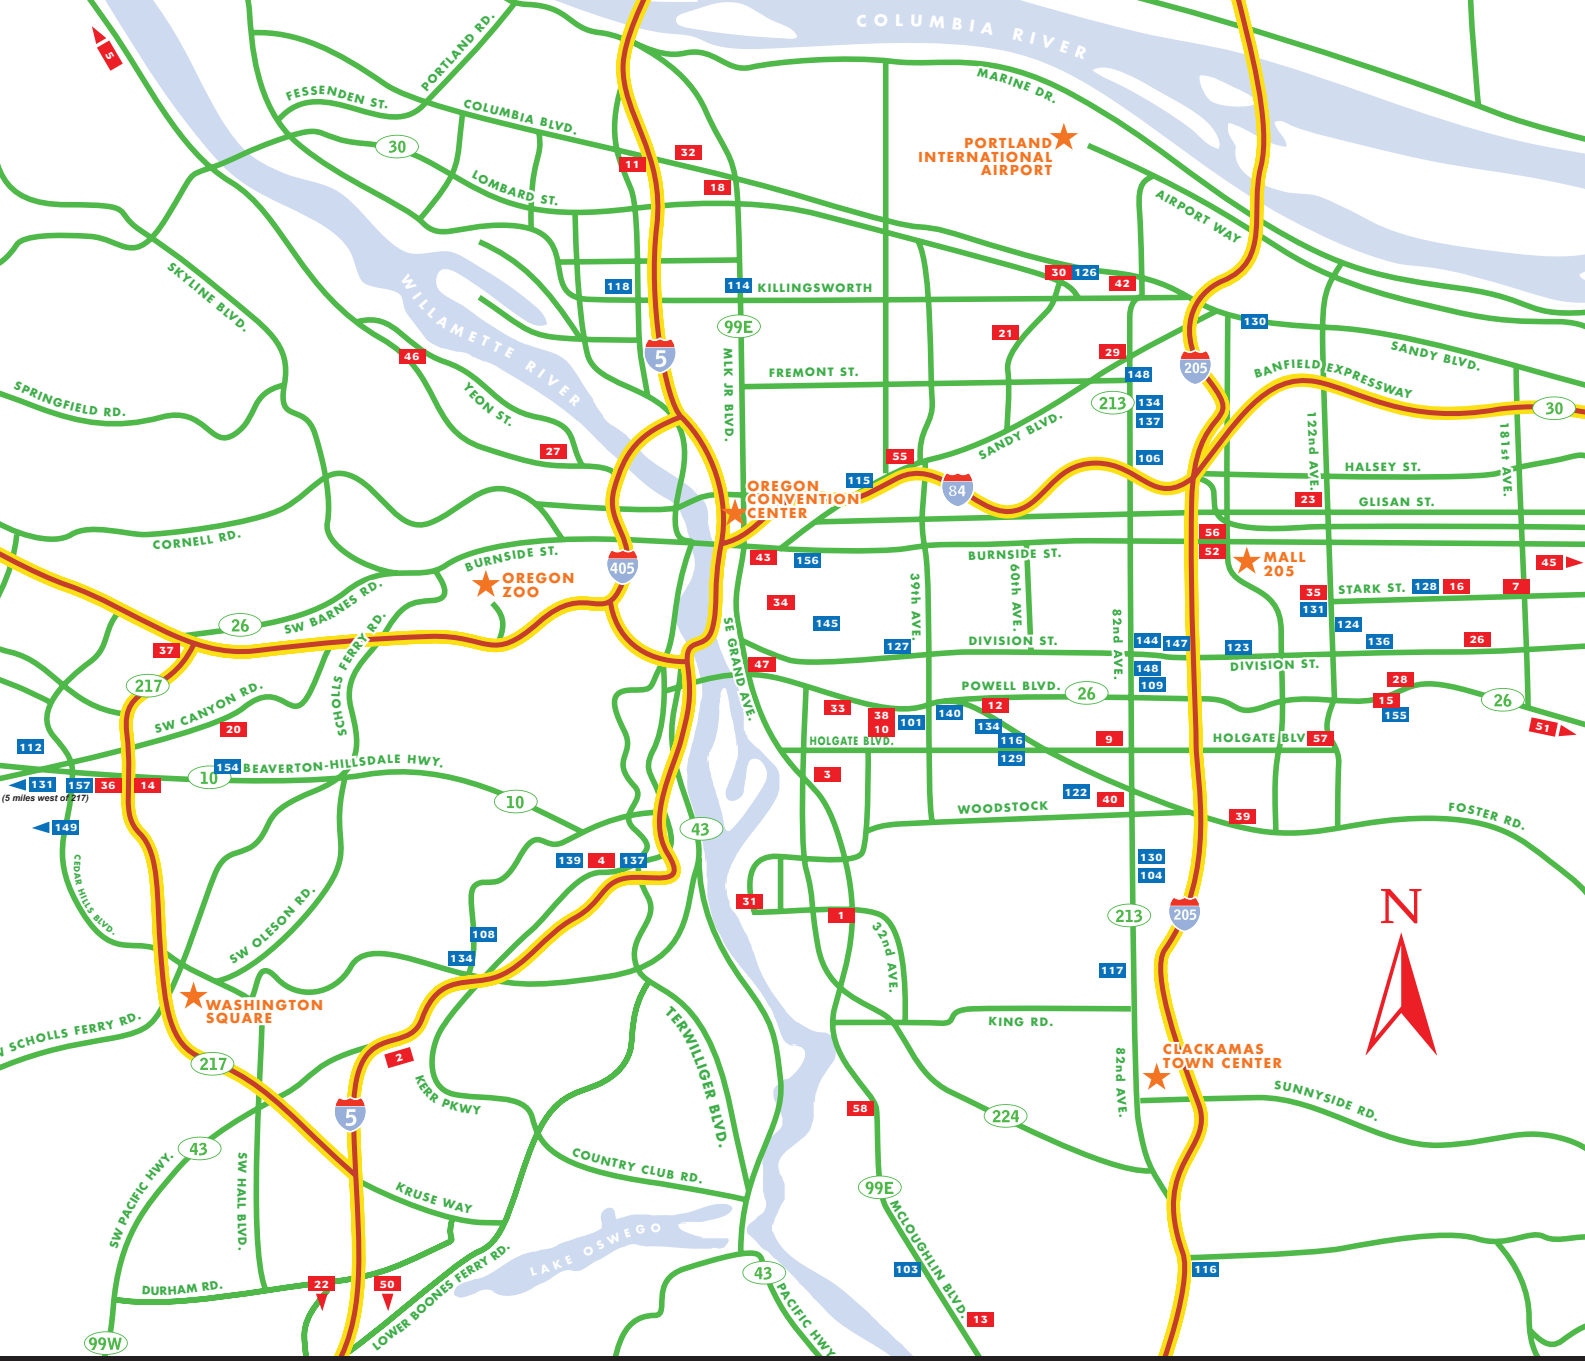 COLUMBIA RIVER
PORTLAND RD.
5
FESSENDEN ST.
COLUMBIA BLVD.
MARINE DR.
30
32
11
18
PORTLAND
INTERNATIONAL
AIRPORT
LOMBARD ST.
AIRPORT WAY
SKYLINE BLVD.
WILLAMETTE RIVER
118
114
KILLINGSWORTH
30
126
42
99E
21
130
46
5
MLK JR BLVD.
29
205
SANDY BLVD.
BANFIELD EXPRESSWAY
FREMONT ST.
148
SPRINGFIELD RD.
YEON ST.
213
134
137
30
SANDY BLVD.
122nd AVE.
181st AVE.
27
55
106
HALSEY ST.
115
84
OREGON
CONVENTION
CENTER
23
GLISAN ST.
CORNELL RD.
BURNSIDE ST.
56
52
43
156
BURNSIDE ST.
MALL
205
45
405
OREGON
ZOO
39th AVE.
60th AVE.
35
STARK ST.
128
16
7
SW BARNES RD.
34
131
26
145
82nd AVE.
124
SE GRAND AVE.
DIVISION ST.
144
147
123
136
26
37
SCHOLLS FERRY RD.
127
47
148
DIVISION ST.
217
POWELL BLVD.
26
109
28
SW CANYON RD.
15
26
33
12
155
20
38
10
101
140
134
51
112
HOLGATE BLVD.
116
9
HOLGATE BLV
57
129
154
BEAVERTON-HILLSDALE HWY.
10
131
157
36
14
3
(5 miles west of 217)
10
122
40
WOODSTOCK
39
FOSTER RD.
149
43
CEDAR HILLS BLVD.
139
4
137
130
104
SW OLESON RD.
31
1
213
205
N
108
32nd AVE.
134
117
WASHINGTON
SQUARE
W SCHOLLS FERRY RD.
TERWILLIGER BLVD.
KING RD.
217
2
82nd AVE.
CLACKAMAS
TOWN CENTER
KERR PKWY
5
58
224
SUNNYSIDE RD.
43
SW PACIFIC HWY.
SW HALL BLVD.
COUNTRY CLUB RD.
KRUSE WAY
99E
MCLOUGHLIN BLVD.
LAKE OSWEGO
LOWER BOONES FERRY RD.
DURHAM RD.
22
50
43
103
116
PACIFIC HWY
13
99W